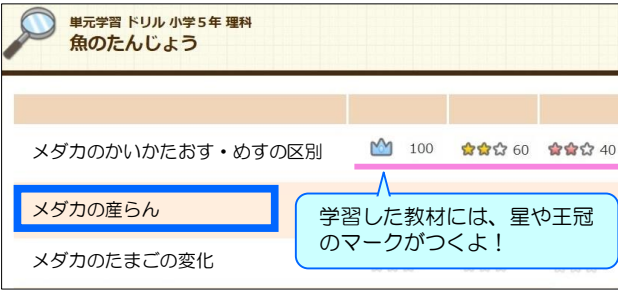 単元学習 ドリル 小学５年 理科
魚のたんじょう
メダカのかいかたおす・めすの区別 100 60 40
メダカの産らん
学習した教材には、星や王冠
のマークがつくよ！
メダカのたまごの変化